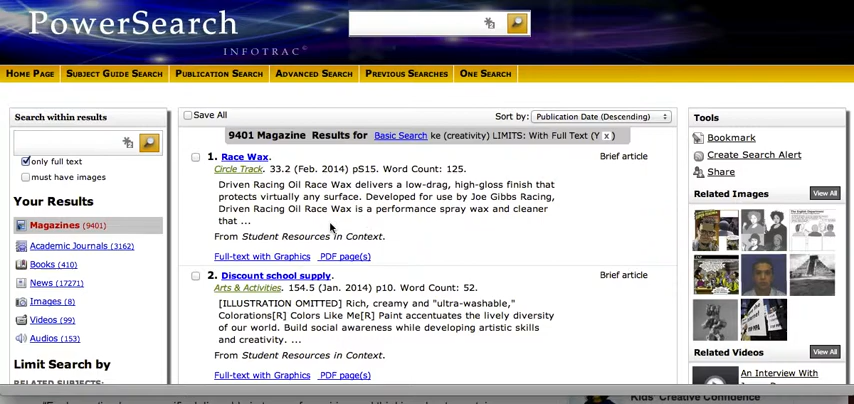 PowerSearch
INFOTRAC
Home Page Subject Guide Search Publication Search Advanced Search Previous Searches One Search
Search within results
only full text
must have images
Your Results
Magazines (9401)
Academic Journals (3162)
Books (410)
News (17271)
Images (8)
Videos (99)
Audios (153)
Limit Search by
RELATED SUBJECTS:
Save All
Sort by: Publication Date (Descending)
9401 Magazine Results for Basic Search ke (creativity) LIMITS: With Full Text (Y x )
1. Race Wax. Brief article
Circle Track. 33.2 (Feb. 2014) pS15. Word Count: 125.
Driven Racing Oil Race Wax delivers a low-drag, high-gloss finish that
protects virtually any surface. Developed for use by Joe Gibbs Racing,
Driven Racing Oil Race Wax is a performance spray wax and cleaner
that ...
From Student Resources in Context.
Full-text with Graphics PDF page(s)
2. Discount school supply. Brief article
Arts & Activities. 154.5 (Jan. 2014) p10. Word Count: 52.
[ILLUSTRATION OMITTED] Rich, creamy and "ultra-washable,"
Colorations[R] Colors Like Me[R] Paint accentuates the lively diversity
of our world. Build social awareness while developing artistic skills
and creativity. ...
From Student Resources in Context.
Full-text with Graphics PDF page(s)
Tools
Bookmark
Create Search Alert
Share
Related Images View All
Related Videos View All
An Interview With
Kids' Creative Confidence